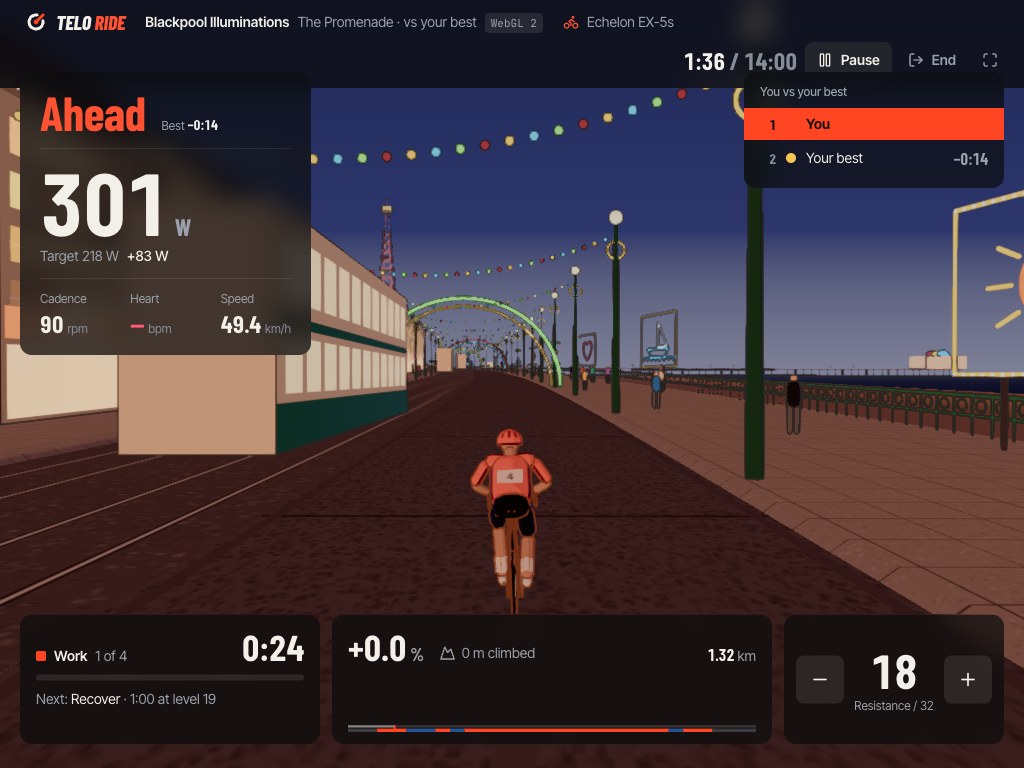 TELO RIDE Blackpool Illuminations The Promenade · vs your best WebGL 2 Echelon EX-5s
1:36 / 14:00 Pause End
Ahead Best −0:14
301 W
Target 218 W +83 W
Cadence Heart Speed
90 rpm – bpm 49.4 km/h
You vs your best
1 You
2 Your best −0:14
4
Work 1 of 4 0:24
Next: Recover · 1:00 at level 19
+0.0 % 0 m climbed 1.32 km
− 18 +
Resistance / 32